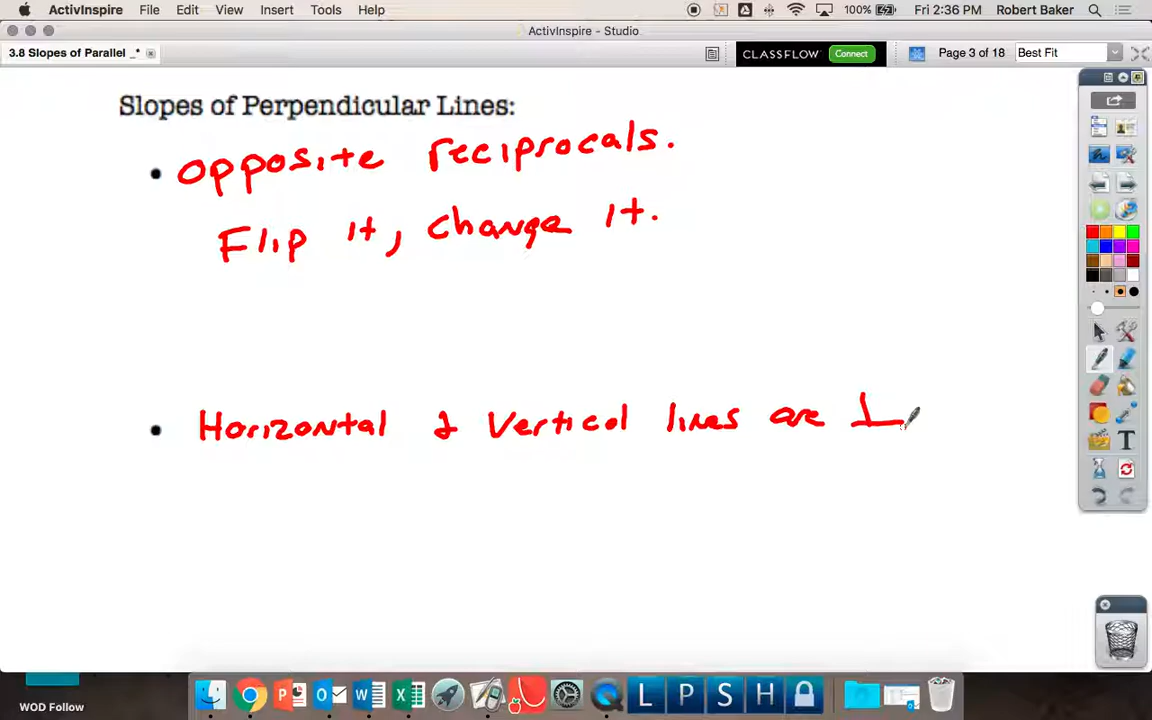 ActivInspire File Edit View Insert Tools Help 100% Fri 2:36 PM Robert Baker
ActivInspire - Studio
3.8 Slopes of Parallel _* CLASSFLOW Connect Page 3 of 18 Best Fit
Slopes of Perpendicular Lines:
• opposite reciprocals.
Flip it, change it.
• Horizontal & Vertical lines are ⊥
T
L P S H
WOD Follow